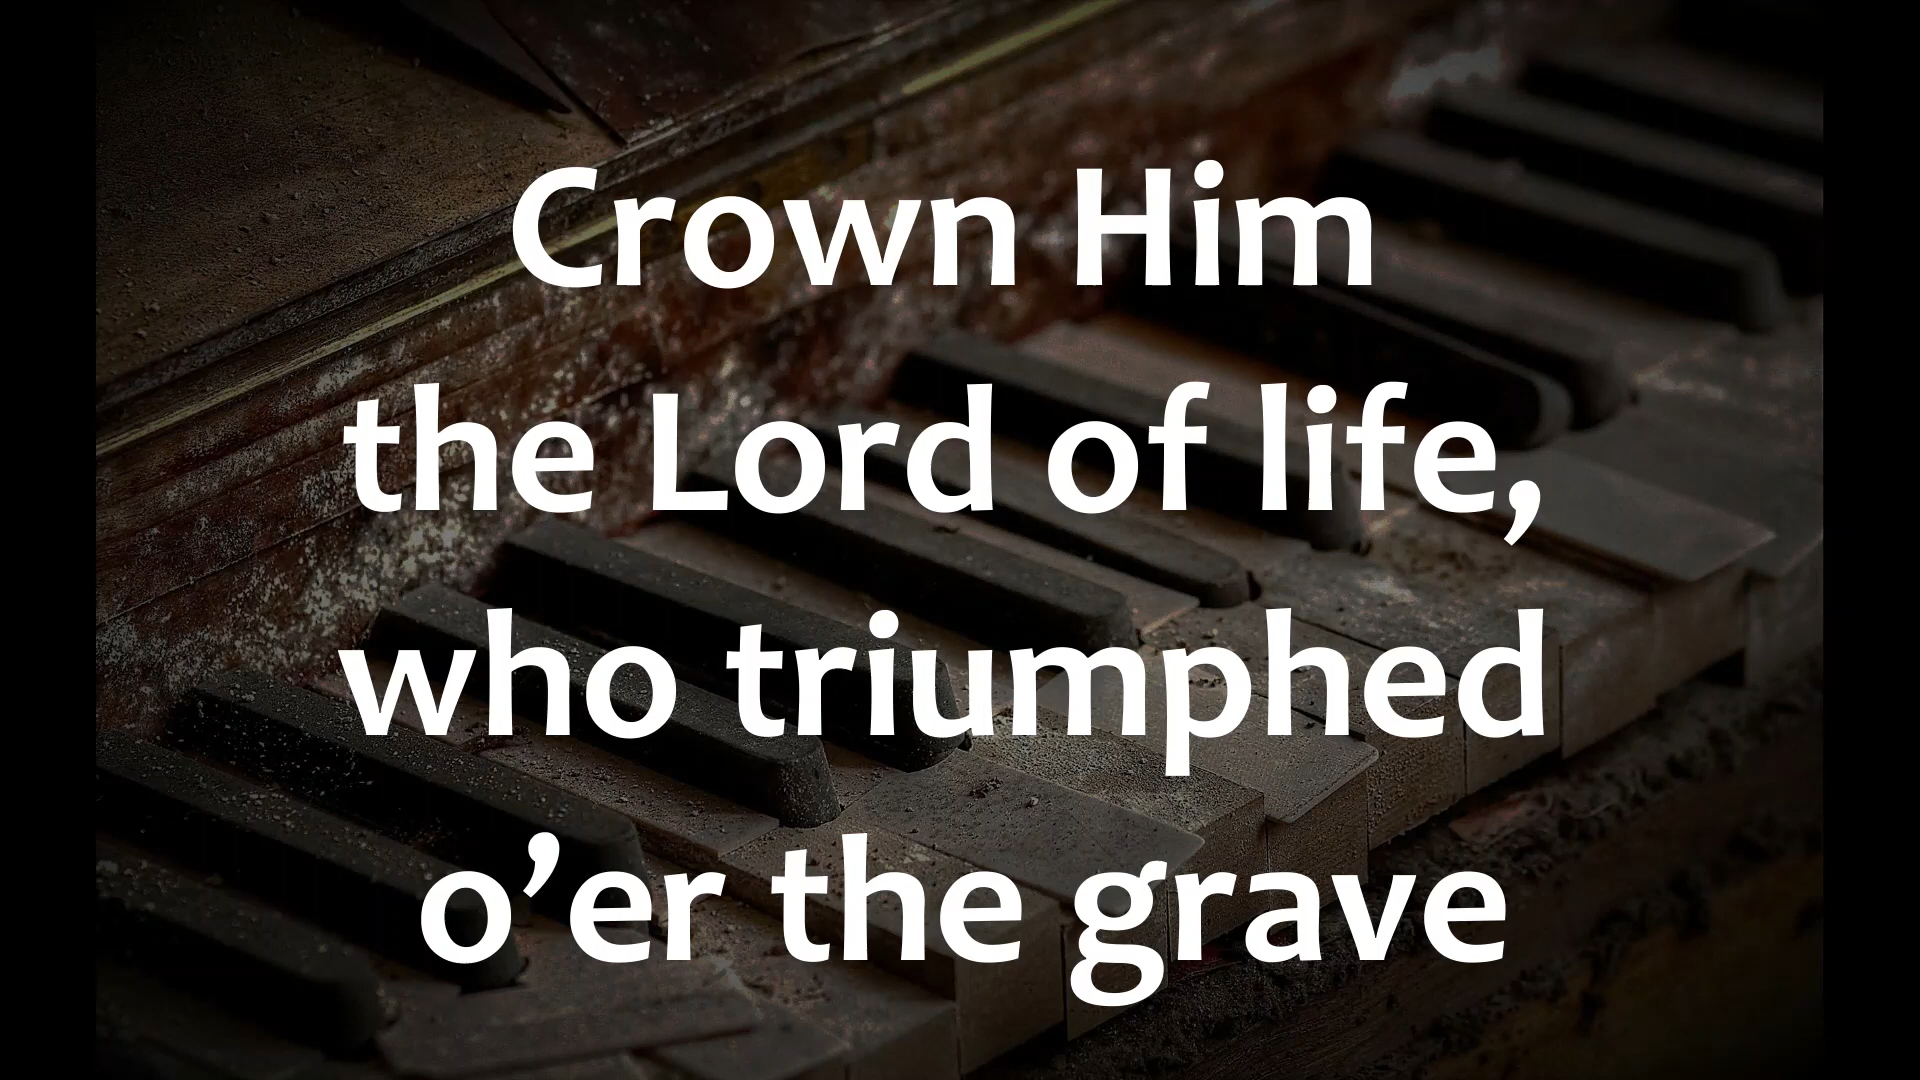 Crown Him
the Lord of life,
who triumphed
o’er the grave